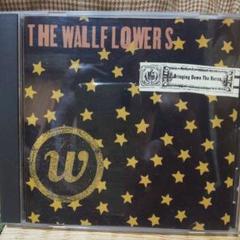 THE WALLFLOWERS
Bringing Down The Horse
w